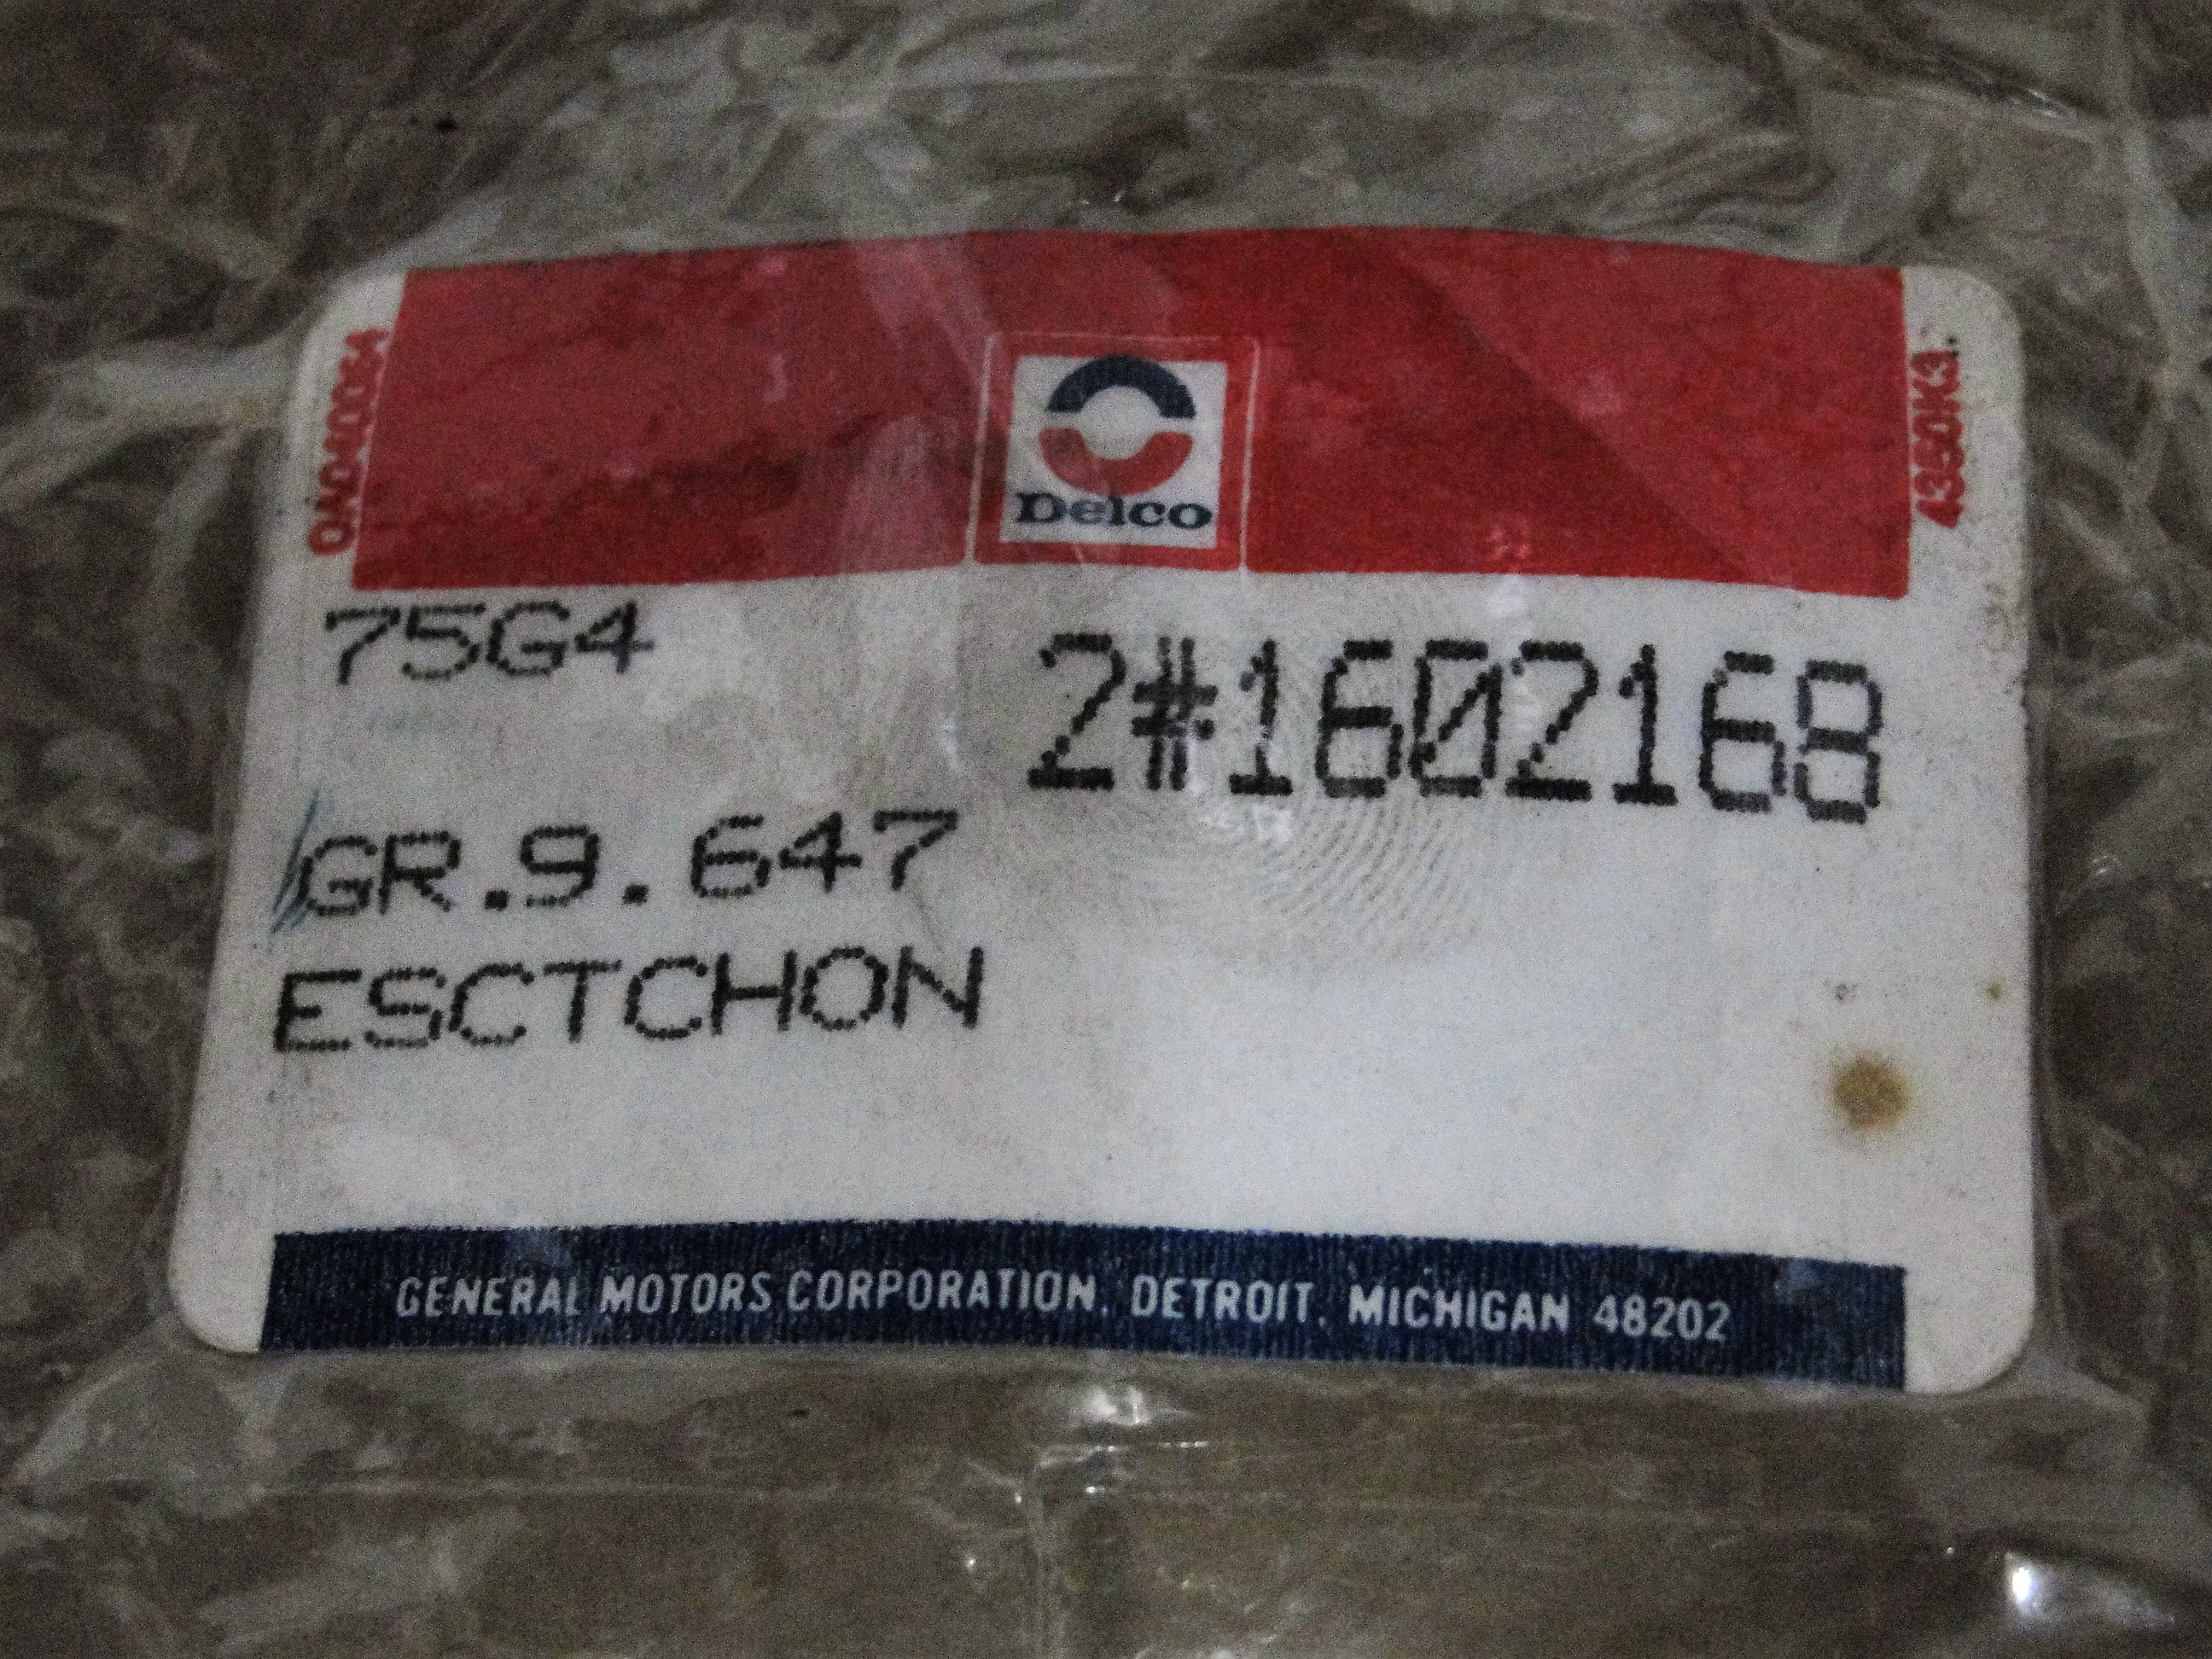 Delco
75G4
2#1602168
GR.9.647
ESCTCHON
GENERAL MOTORS CORPORATION, DETROIT, MICHIGAN 48202